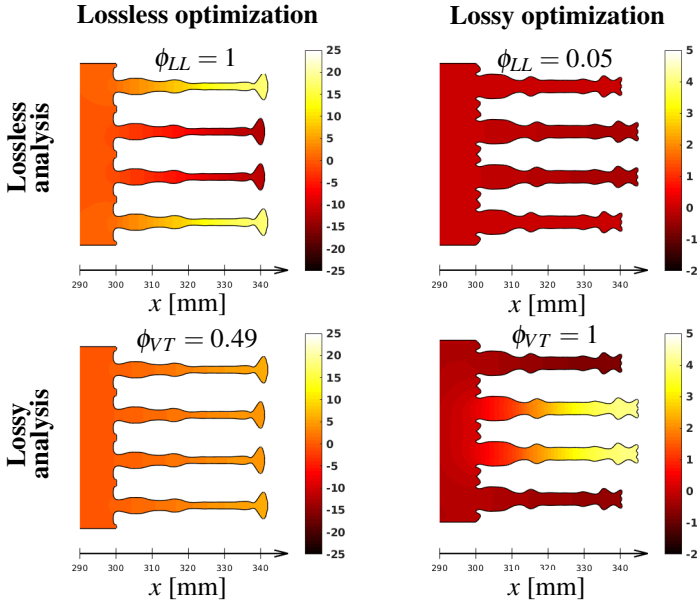 Lossless optimization
Lossy optimization
Lossless analysis
ϕ_LL = 1
25
20
15
10
5
0
-5
-10
-15
-20
-25
290 300 310 320 330 340
x [mm]
ϕ_LL = 0.05
5
4
3
2
1
0
-1
-2
290 300 310 320 330 340
x [mm]
Lossy analysis
ϕ_VT = 0.49
25
20
15
10
5
0
-5
-10
-15
-20
-25
290 300 310 320 330 340
x [mm]
ϕ_VT = 1
5
4
3
2
1
0
-1
-2
290 300 310 320 330 340
x [mm]